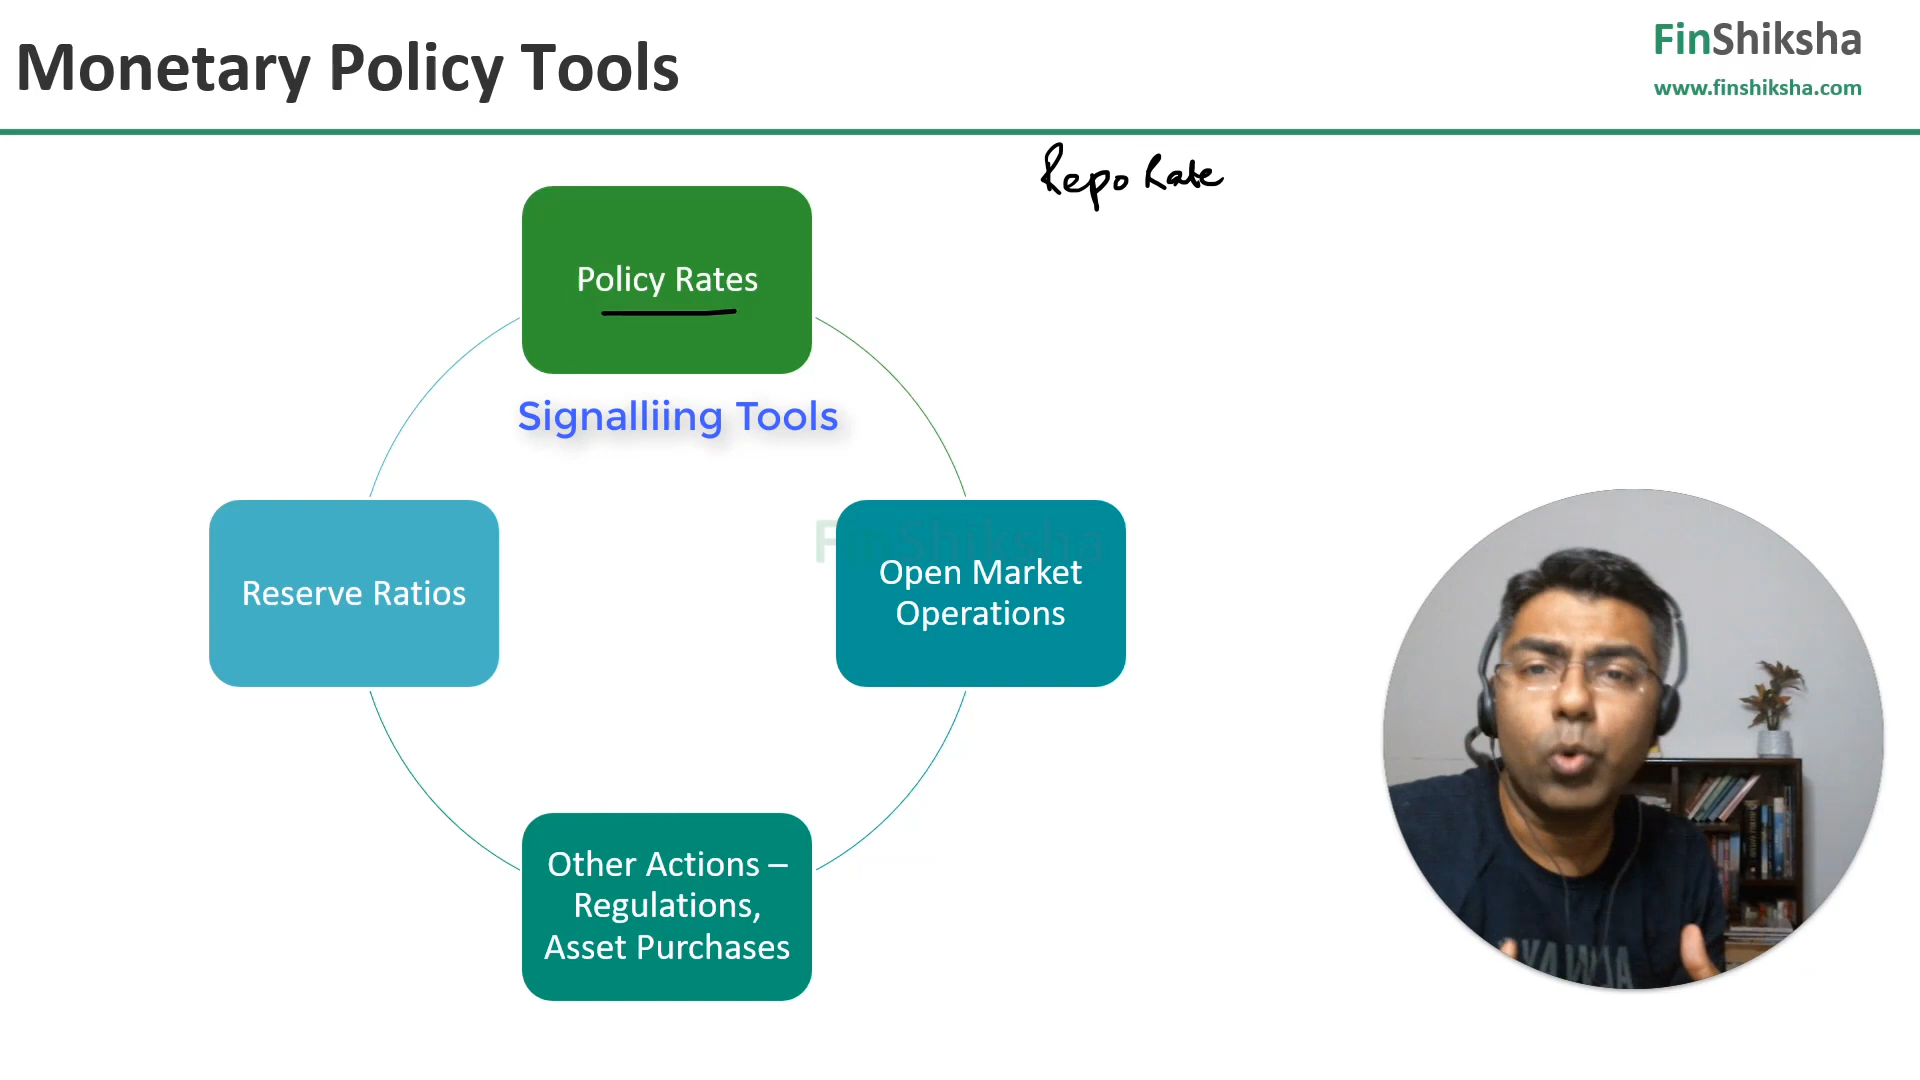 Monetary Policy Tools
FinShiksha
www.finshiksha.com
Repo Rate
Policy Rates
Signalliing Tools
Reserve Ratios
FinShiksha
Open Market
Operations
Other Actions –
Regulations,
Asset Purchases